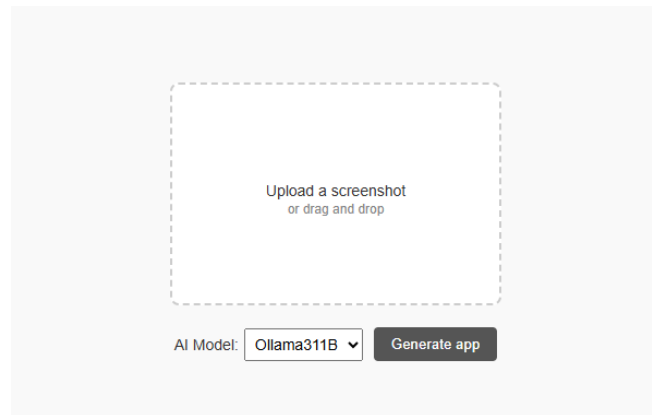 Upload a screenshot
or drag and drop
AI Model: Ollama311B Generate app